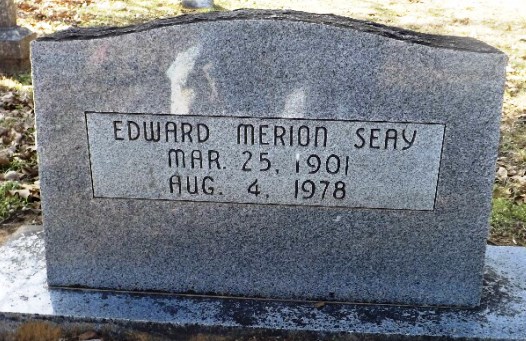 EDWARD MERION SEAY
MAR. 25, 1901
AUG. 4, 1978